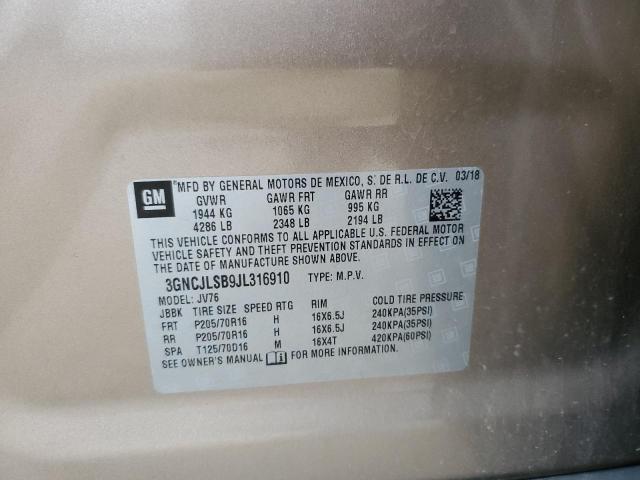 GM
*MFD BY GENERAL MOTORS DE MEXICO, S. DE R.L. DE C.V. 03/18
GVWR GAWR FRT GAWR RR
1944 KG 1065 KG 995 KG
4286 LB 2348 LB 2194 LB
THIS VEHICLE CONFORMS TO ALL APPLICABLE U.S. FEDERAL MOTOR
VEHICLE SAFETY AND THEFT PREVENTION STANDARDS IN EFFECT ON
THE DATE OF MANUFACTURE SHOWN ABOVE.
3GNCJLSB9JL316910 TYPE: M.P.V.
MODEL: JV76
JBBK TIRE SIZE SPEED RTG RIM COLD TIRE PRESSURE
FRT P205/70R16 H 16X6.5J 240KPA(35PSI)
RR P205/70R16 H 16X6.5J 240KPA(35PSI)
SPA T125/70D16 M 16X4T 420KPA(60PSI)
SEE OWNER'S MANUAL FOR MORE INFORMATION